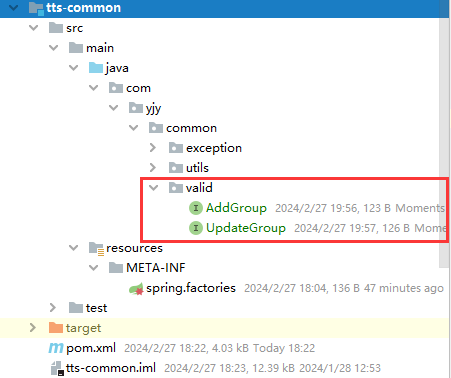 tts-common
src
main
java
com
yjy
common
exception
utils
valid
AddGroup 2024/2/27 19:56, 123 B Moments
UpdateGroup 2024/2/27 19:57, 126 B Mome
resources
META-INF
spring.factories 2024/2/27 18:04, 136 B 47 minutes ago
test
target
pom.xml 2024/2/27 18:22, 4.03 kB Today 18:22
tts-common.iml 2024/2/27 18:23, 12.39 kB 2024/1/28 12:53